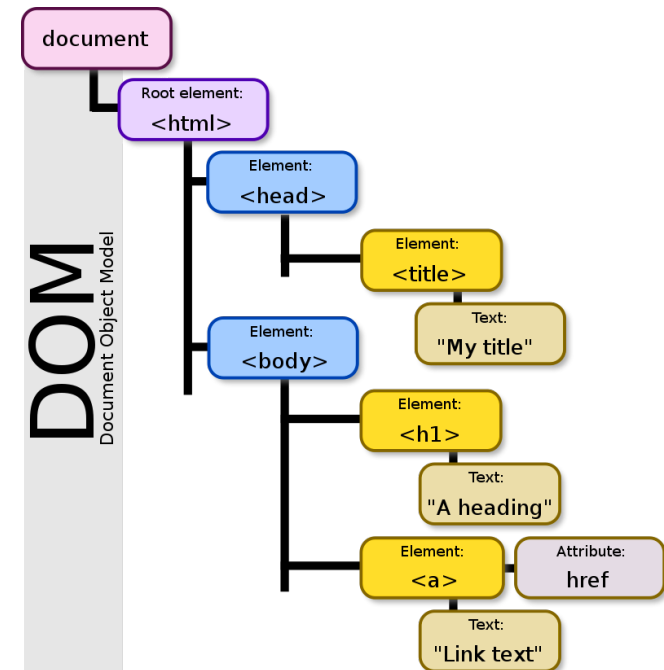 document
Root element:
<html>
Element:
<head>
Element:
<title>
Text:
"My title"
Element:
<body>
Element:
<h1>
Text:
"A heading"
Element:
<a>
Attribute:
href
Text:
"Link text"
DOM
Document Object Model